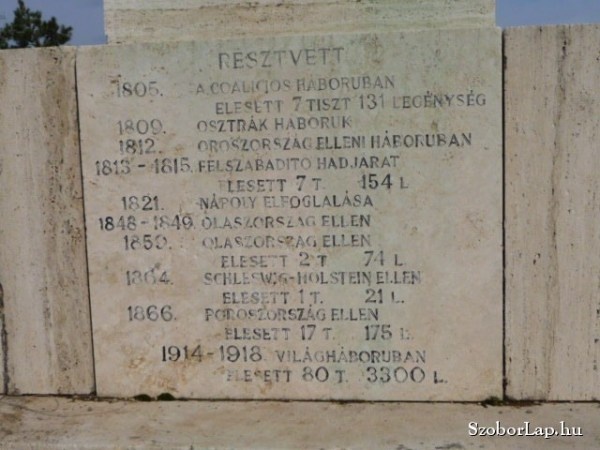 RÉSZTVETT
1805. A COALICIOS HÁBORUBAN
ELESETT 7 TISZT 131 LEGÉNYSÉG
1809. OSZTRÁK HÁBORUK
1812. OROSZORSZÁG ELLENI HÁBORUBAN
1813-1815. FELSZABADITÓ HADJÁRAT
ELESETT 7 T. 154 L.
1821. NÁPOLY ELFOGLALÁSA
1848-1849. OLASZORSZÁG ELLEN
1859. OLASZORSZÁG ELLEN
ELESETT 2 T 74 L.
1864. SCHLESWIG-HOLSTEIN ELLEN
ELESETT 1 T. 21 L.
1866. POROSZORSZÁG ELLEN
ELESETT 17 T. 175 L.
1914-1918. VILÁGHÁBORUBAN
ELESETT 80 T. 3300 L.
SzoborLap.hu